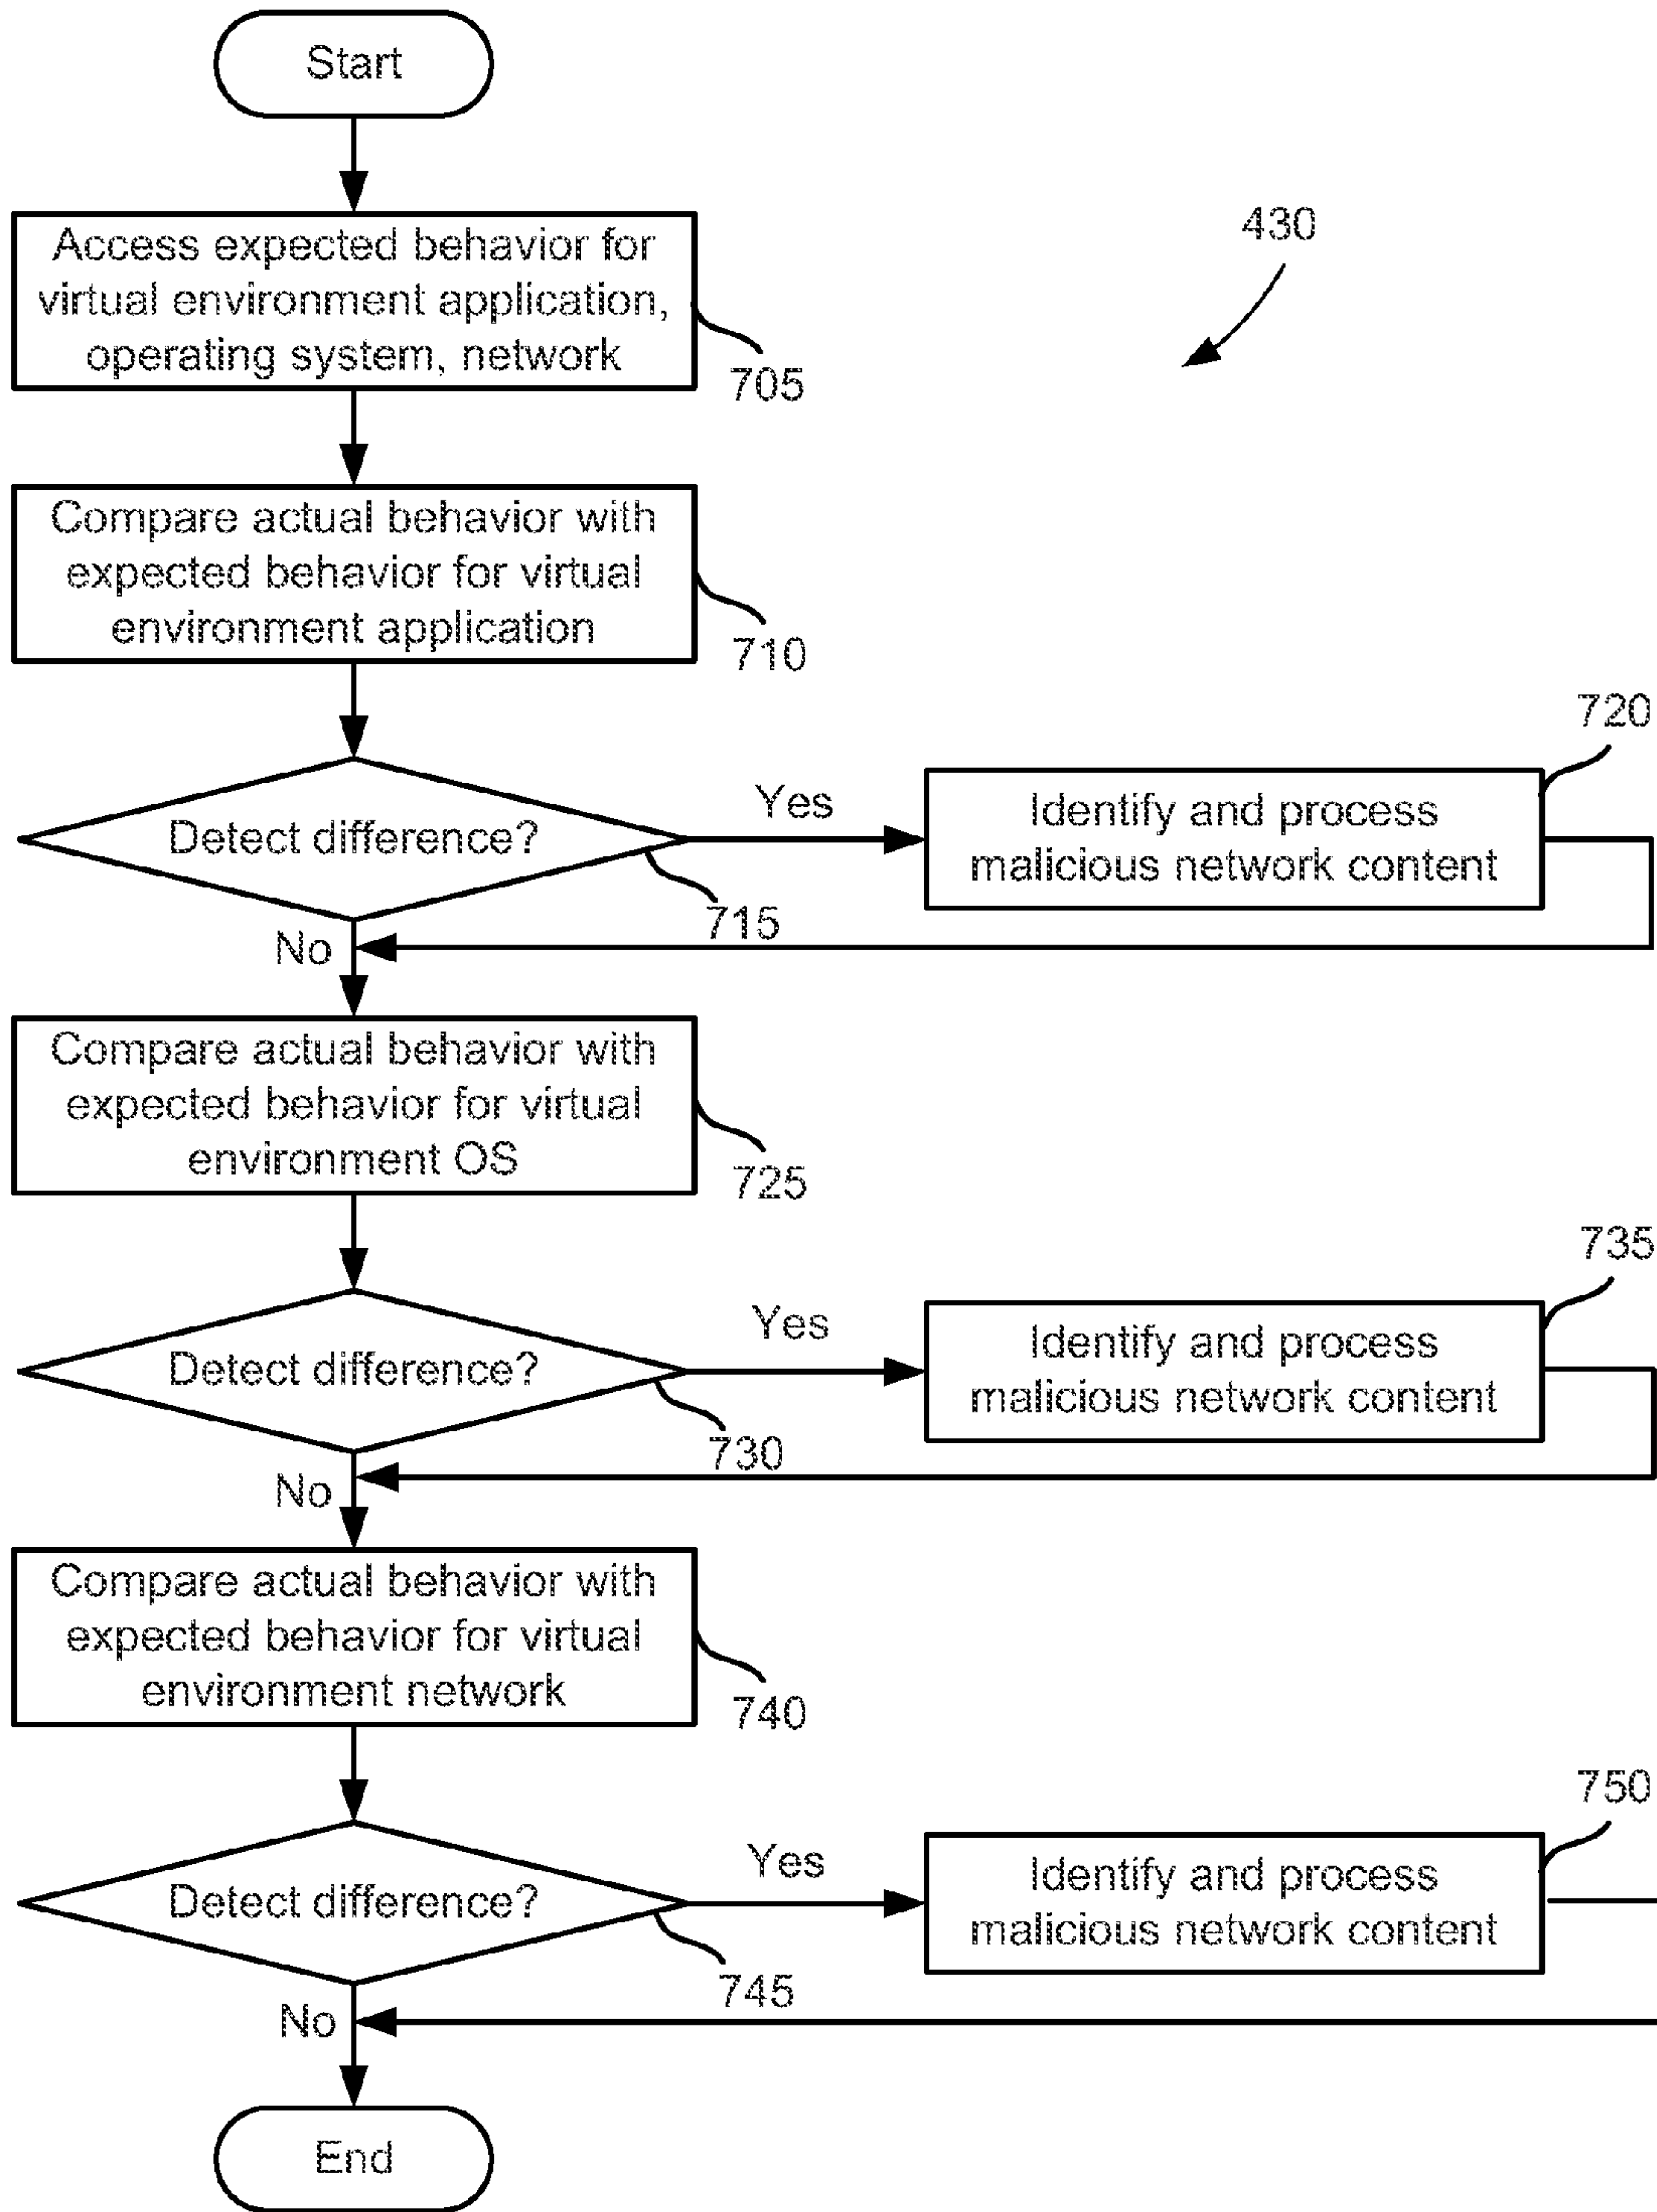 Start
Access expected behavior for
virtual environment application,
operating system, network
705
430
Compare actual behavior with
expected behavior for virtual
environment application
710
Detect difference?
715
Yes
Identify and process
malicious network content
720
No
Compare actual behavior with
expected behavior for virtual
environment OS
725
Detect difference?
730
Yes
Identify and process
malicious network content
735
No
Compare actual behavior with
expected behavior for virtual
environment network
740
Detect difference?
745
Yes
Identify and process
malicious network content
750
No
End